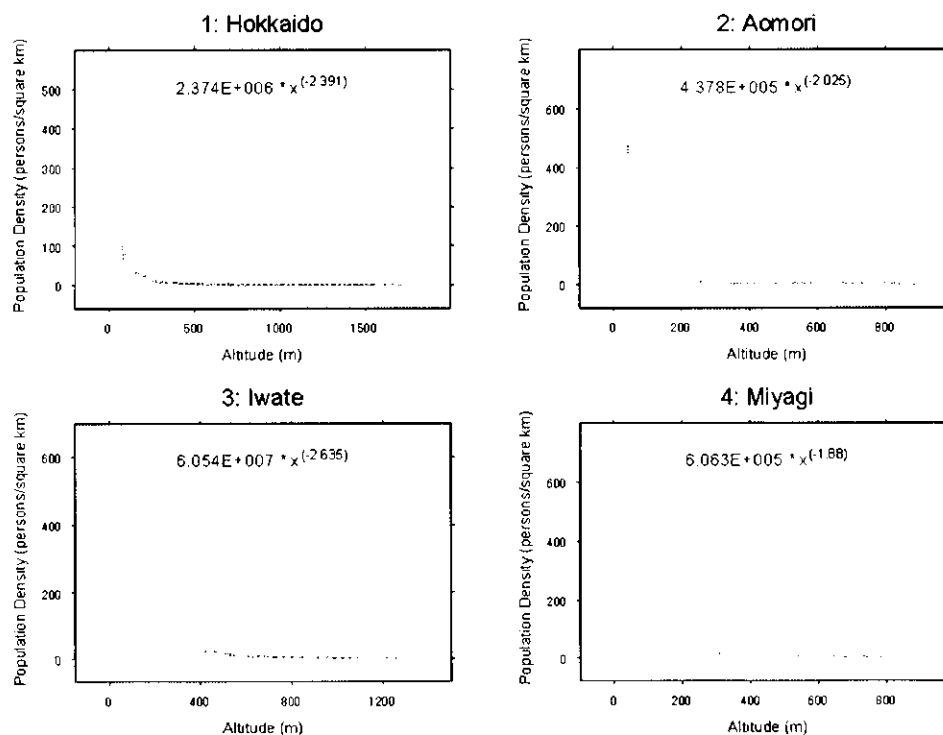 1: Hokkaido
2.374E+006 * x(-2.391)
Population Density (persons/square km)
500
400
300
200
100
0
0 500 1000 1500
Altitude (m)
2: Aomori
4.378E+005 * x(-2.025)
Population Density (persons/square km)
600
400
200
0
0 200 400 600 800
Altitude (m)
3: Iwate
6.054E+007 * x(-2.635)
Population Density (persons/square km)
600
400
200
0
0 400 800 1200
Altitude (m)
4: Miyagi
6.063E+005 * x(-1.88)
Population Density (persons/square km)
600
400
200
0
0 200 400 600 800
Altitude (m)